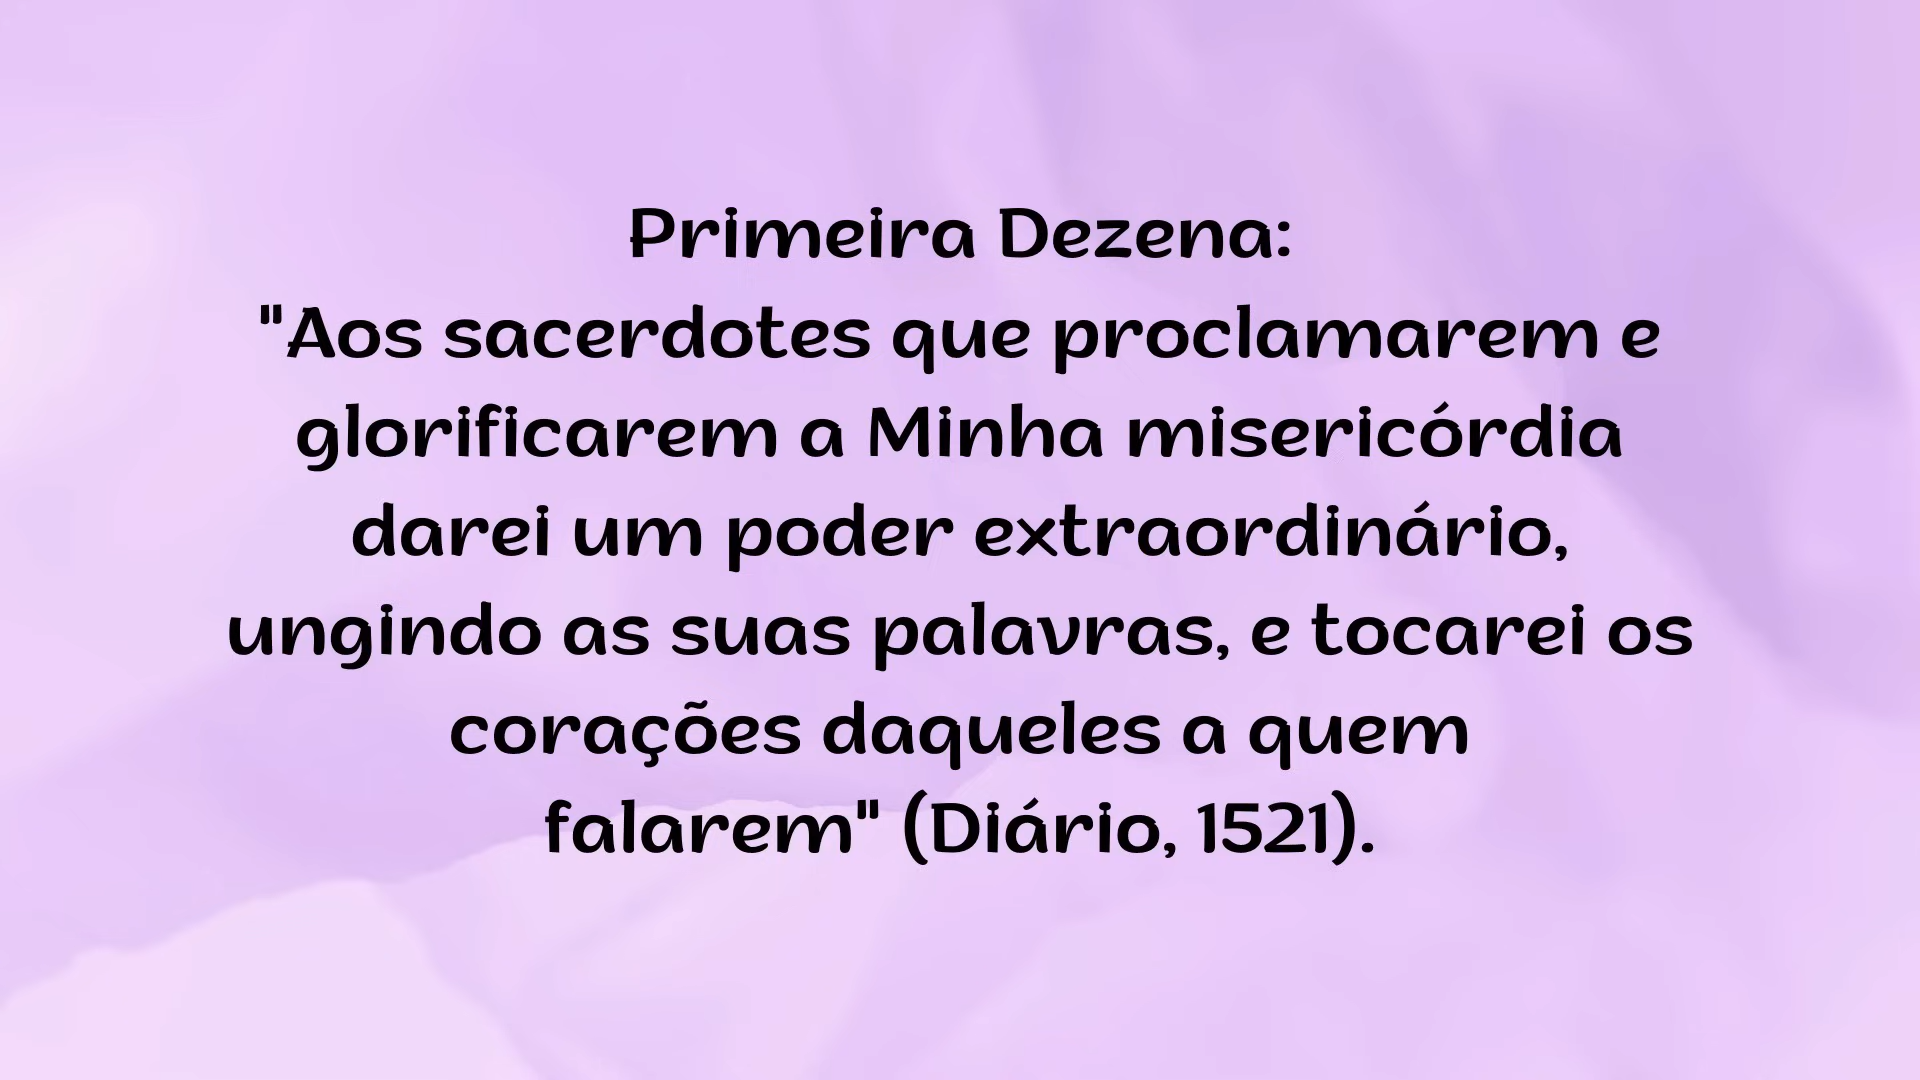 Primeira Dezena:
"Aos sacerdotes que proclamarem e
glorificarem a Minha misericórdia
darei um poder extraordinário,
ungindo as suas palavras, e tocarei os
corações daqueles a quem
falarem" (Diário, 1521).